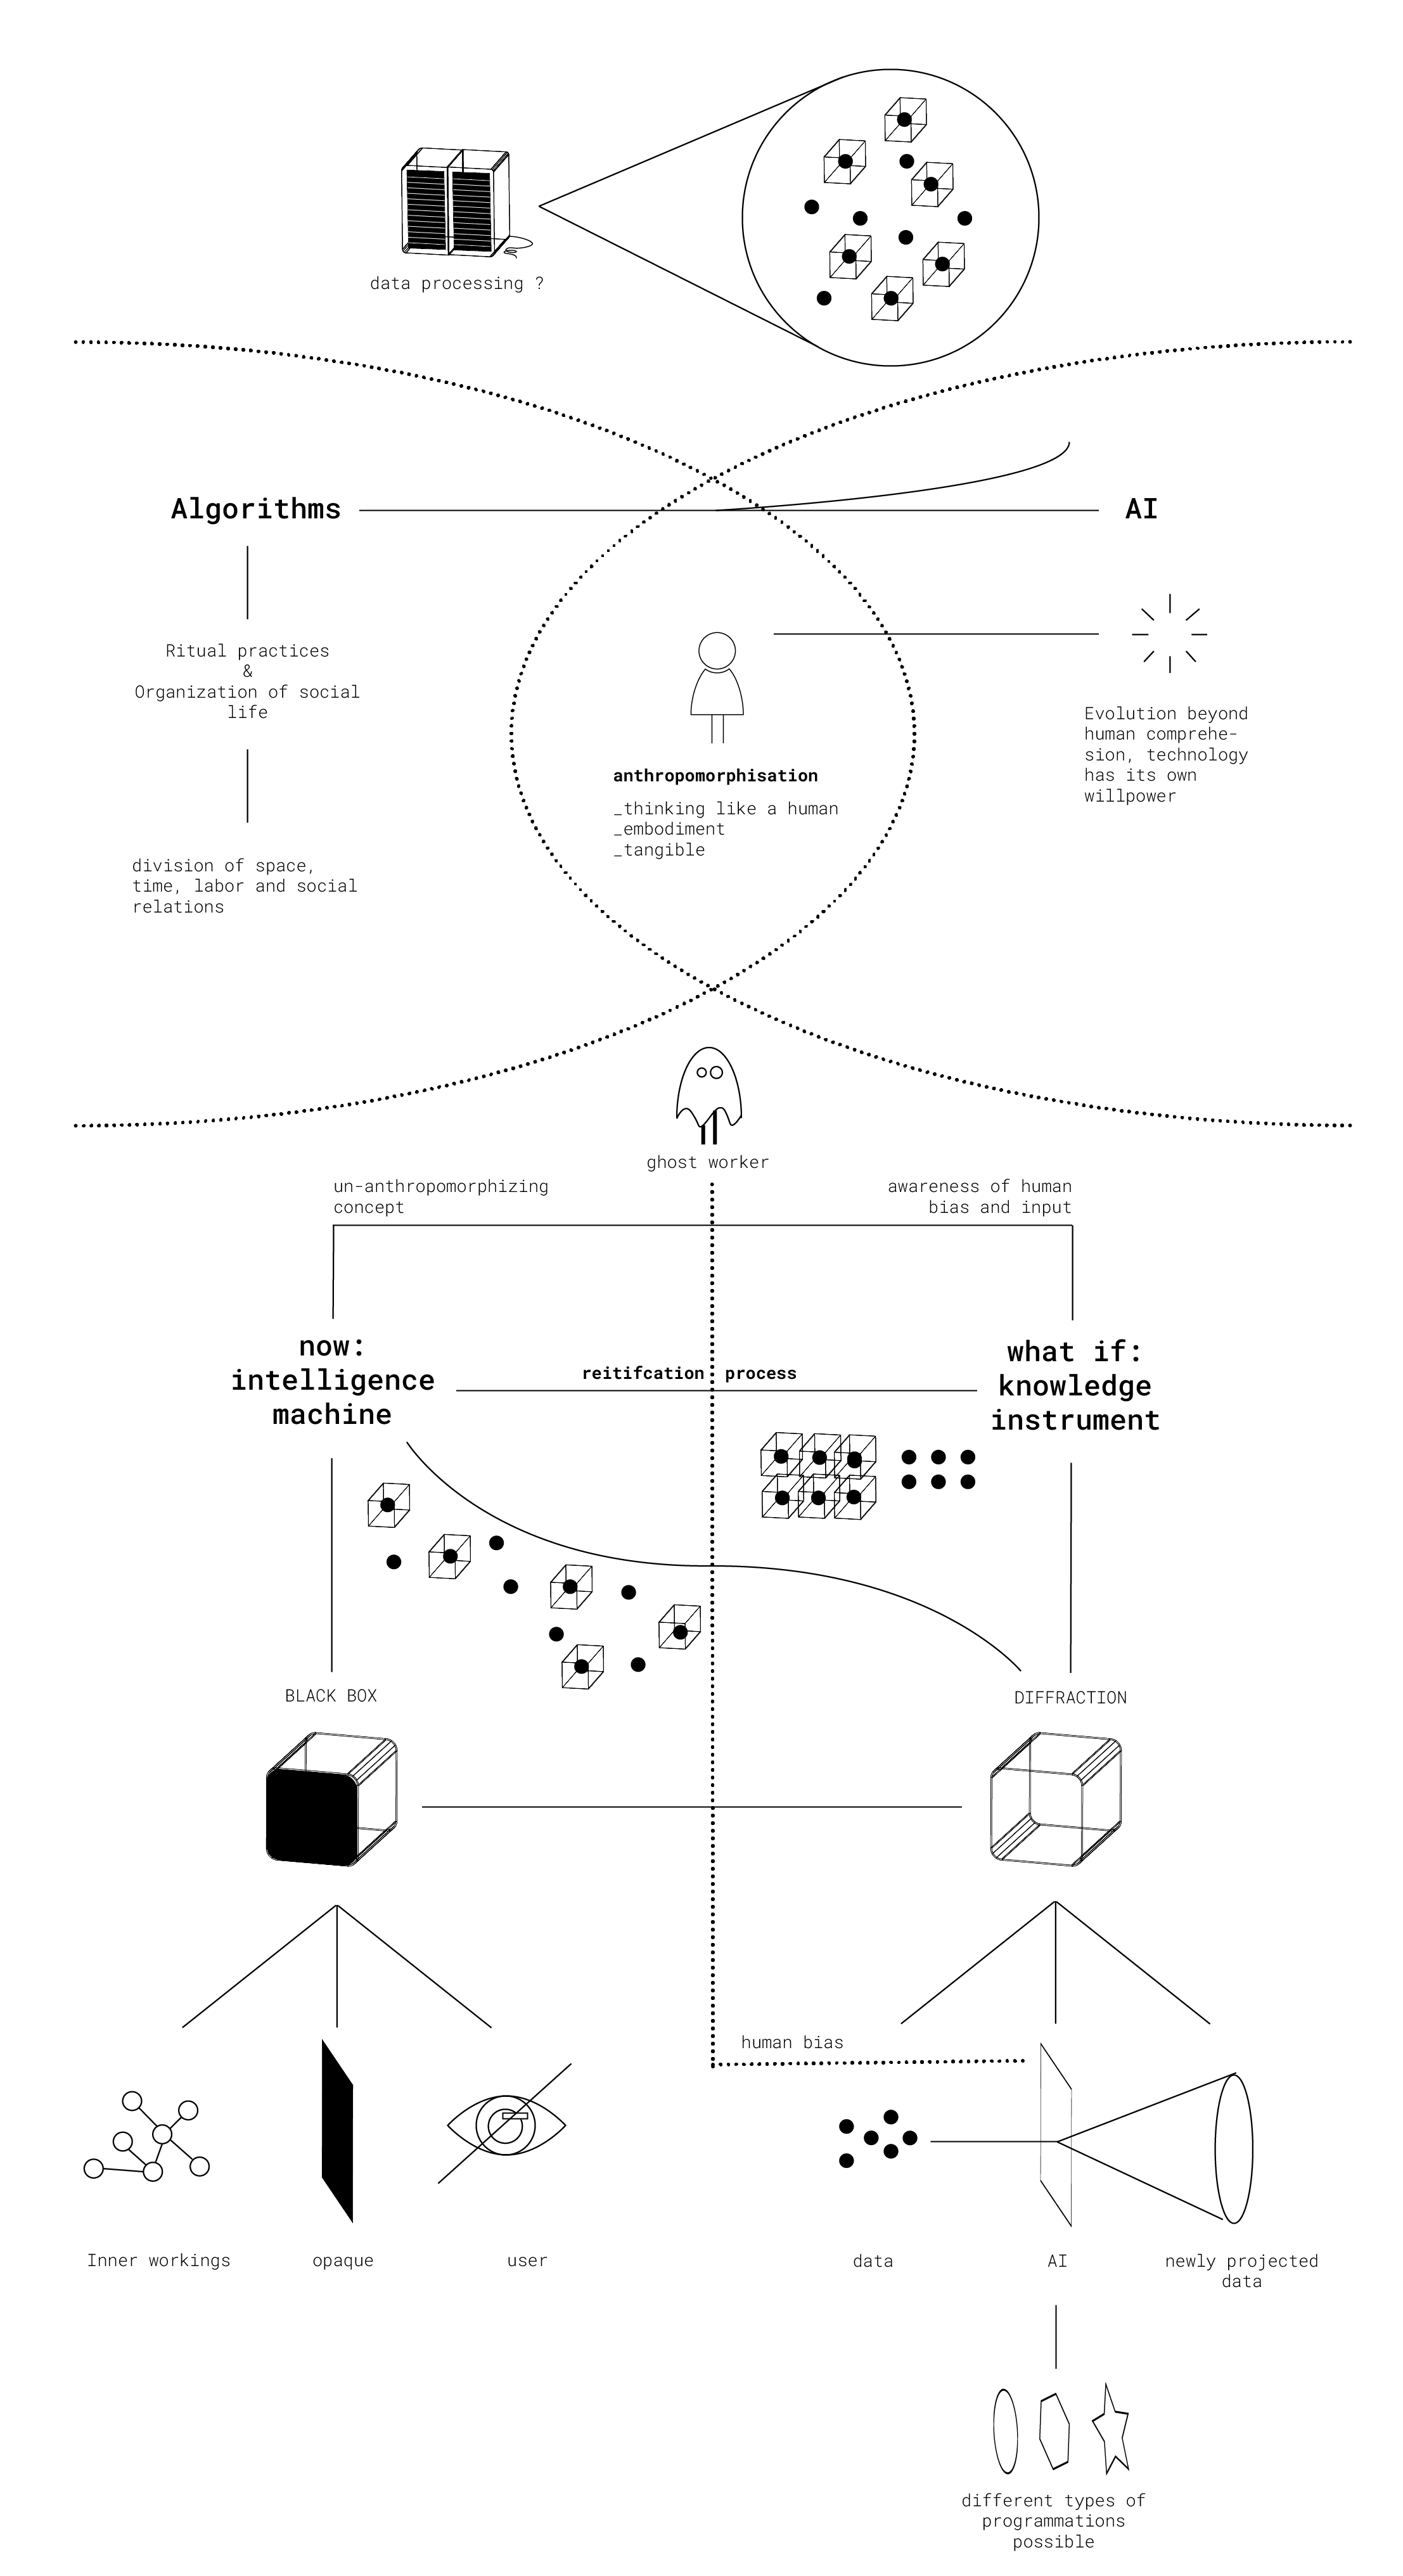 data processing ?
Algorithms
AI
Ritual practices
&
Organization of social
life
division of space,
time, labor and social
relations
anthropomorphisation
_thinking like a human
_embodiment
_tangible
Evolution beyond
human comprehe-
sion, technology
has its own
willpower
ghost worker
un-anthropomorphizing
concept
awareness of human
bias and input
now:
intelligence
machine
reitifcation process
what if:
knowledge
instrument
BLACK BOX
DIFFRACTION
human bias
Inner workings
opaque
user
data
AI
newly projected
data
different types of
programmations
possible